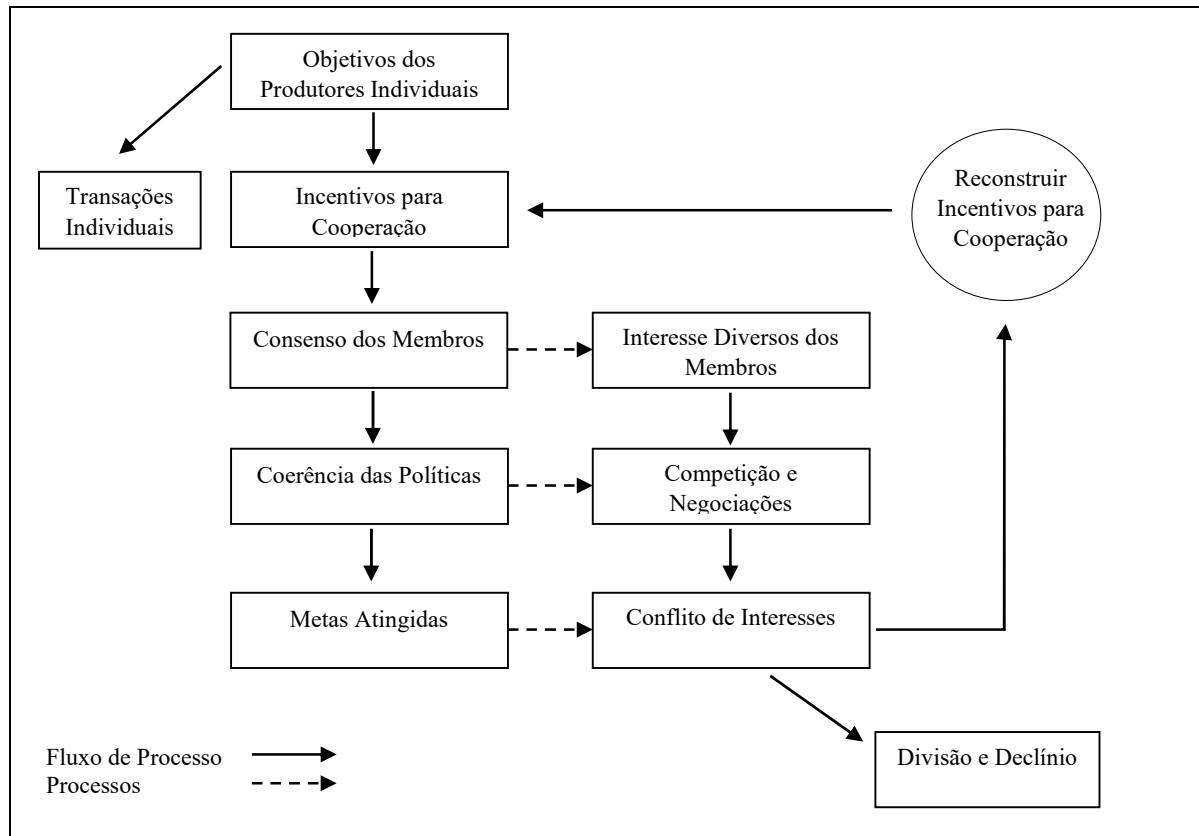 Objetivos dos
Produtores Individuais
Transações
Individuais
Incentivos para
Cooperação
Reconstruir
Incentivos para
Cooperação
Consenso dos Membros
Interesse Diversos dos
Membros
Coerência das Políticas
Competição e
Negociações
Metas Atingidas
Conflito de Interesses
Divisão e Declínio
Fluxo de Processo
Processos